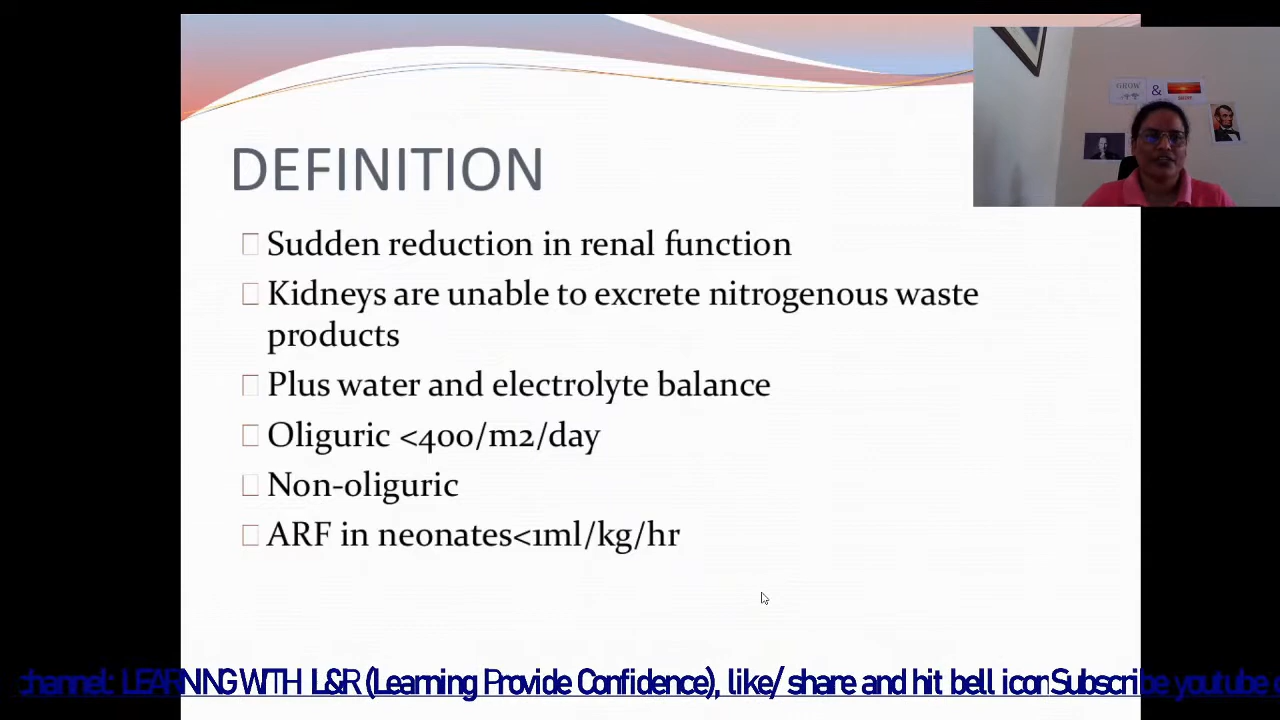 DEFINITION
Sudden reduction in renal function
Kidneys are unable to excrete nitrogenous waste
products
Plus water and electrolyte balance
Oliguric <400/m2/day
Non-oliguric
ARF in neonates<1ml/kg/hr
GROW
&
channel: LEARNING WITH L&R (Learning Provide Confidence), like/ share and hit bell icon Subscribe youtube